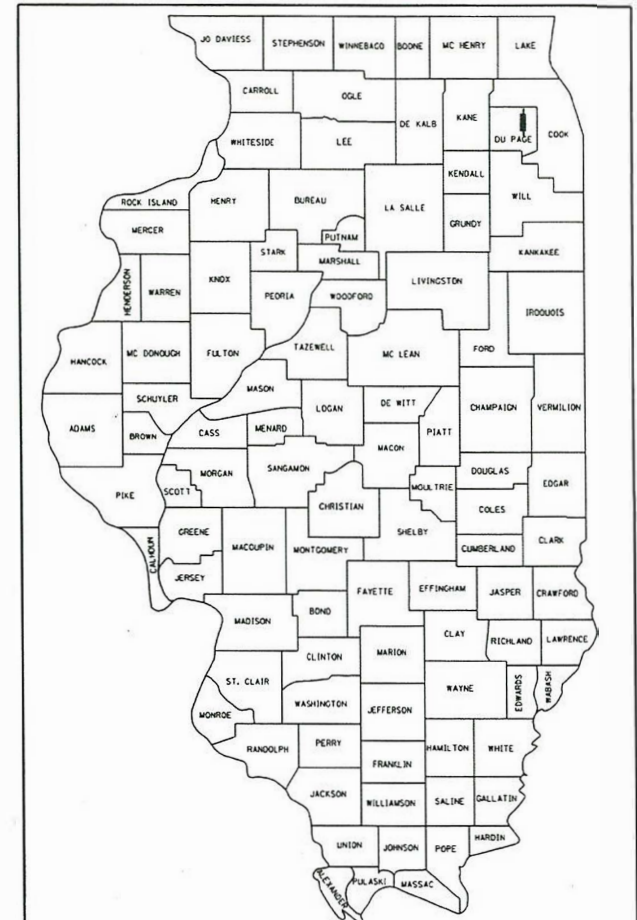 JO DAVIESS
STEPHENSON
WINNEBAGO
BOONE
MC HENRY
LAKE
CARROLL
OGLE
DE KALB
KANE
DU PAGE
COOK
WHITESIDE
LEE
KENDALL
WILL
ROCK ISLAND
HENRY
BUREAU
LA SALLE
GRUNDY
MERCER
PUTNAM
STARK
MARSHALL
KANKAKEE
HENDERSON
WARREN
KNOX
PEORIA
WOODFORD
LIVINGSTON
IROQUOIS
HANCOCK
MC DONOUGH
FULTON
TAZEWELL
MC LEAN
FORD
MASON
SCHUYLER
LOGAN
DE WITT
CHAMPAIGN
VERMILION
ADAMS
BROWN
CASS
MENARD
MACON
PIATT
PIKE
SCOTT
MORGAN
SANGAMON
CHRISTIAN
MOULTRIE
DOUGLAS
EDGAR
COLES
CALHOUN
GREENE
MACOUPIN
MONTGOMERY
SHELBY
CUMBERLAND
CLARK
JERSEY
FAYETTE
EFFINGHAM
JASPER
CRAWFORD
MADISON
BOND
CLAY
RICHLAND
LAWRENCE
CLINTON
MARION
ST. CLAIR
WAYNE
EDWARDS
WABASH
MONROE
WASHINGTON
JEFFERSON
RANDOLPH
PERRY
HAMILTON
WHITE
FRANKLIN
JACKSON
WILLIAMSON
SALINE
GALLATIN
UNION
JOHNSON
POPE
HARDIN
ALEXANDER
PULASKI
MASSAC